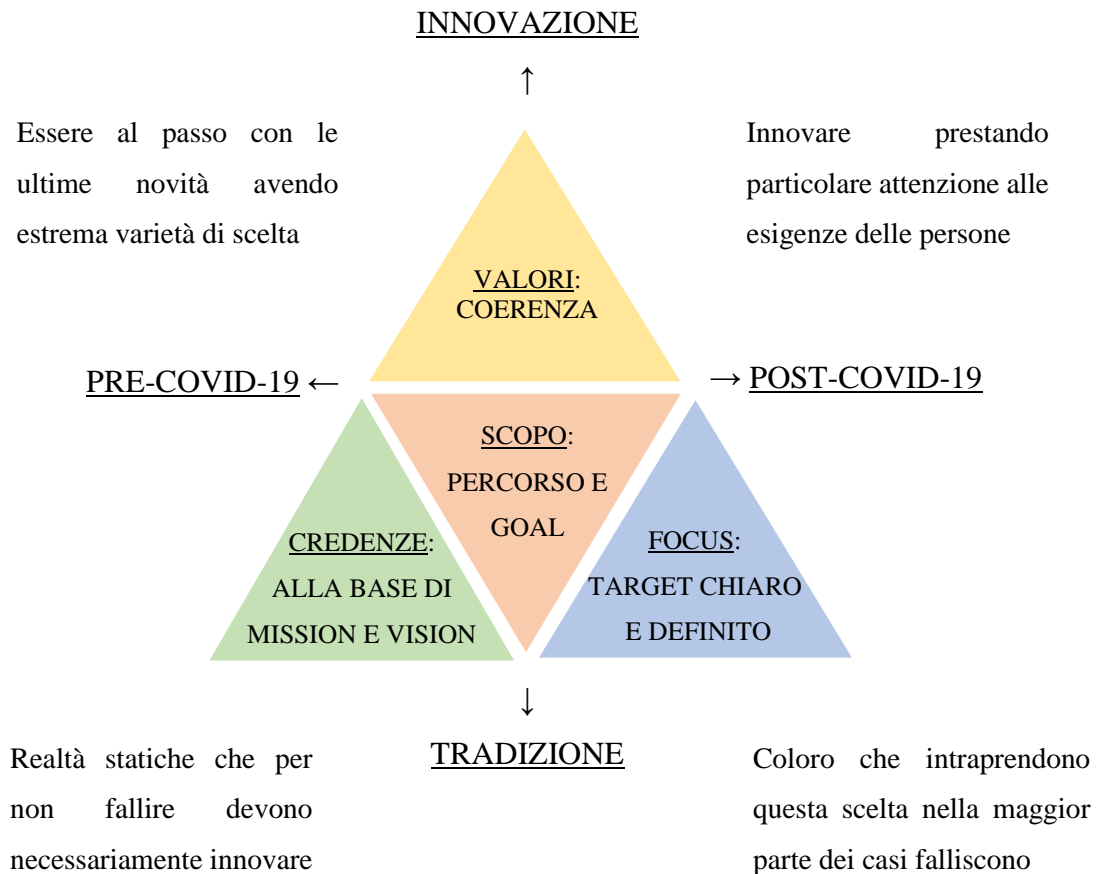 INNOVAZIONE
↑
Essere al passo con le
ultime novità avendo
estrema varietà di scelta
Innovare prestando
particolare attenzione alle
esigenze delle persone
VALORI:
COERENZA
PRE-COVID-19 ←
→ POST-COVID-19
SCOPO:
PERCORSO E
GOAL
CREDENZE:
ALLA BASE DI
MISSION E VISION
FOCUS:
TARGET CHIARO
E DEFINITO
↓
TRADIZIONE
Realtà statiche che per
non fallire devono
necessariamente innovare
Coloro che intraprendono
questa scelta nella maggior
parte dei casi falliscono